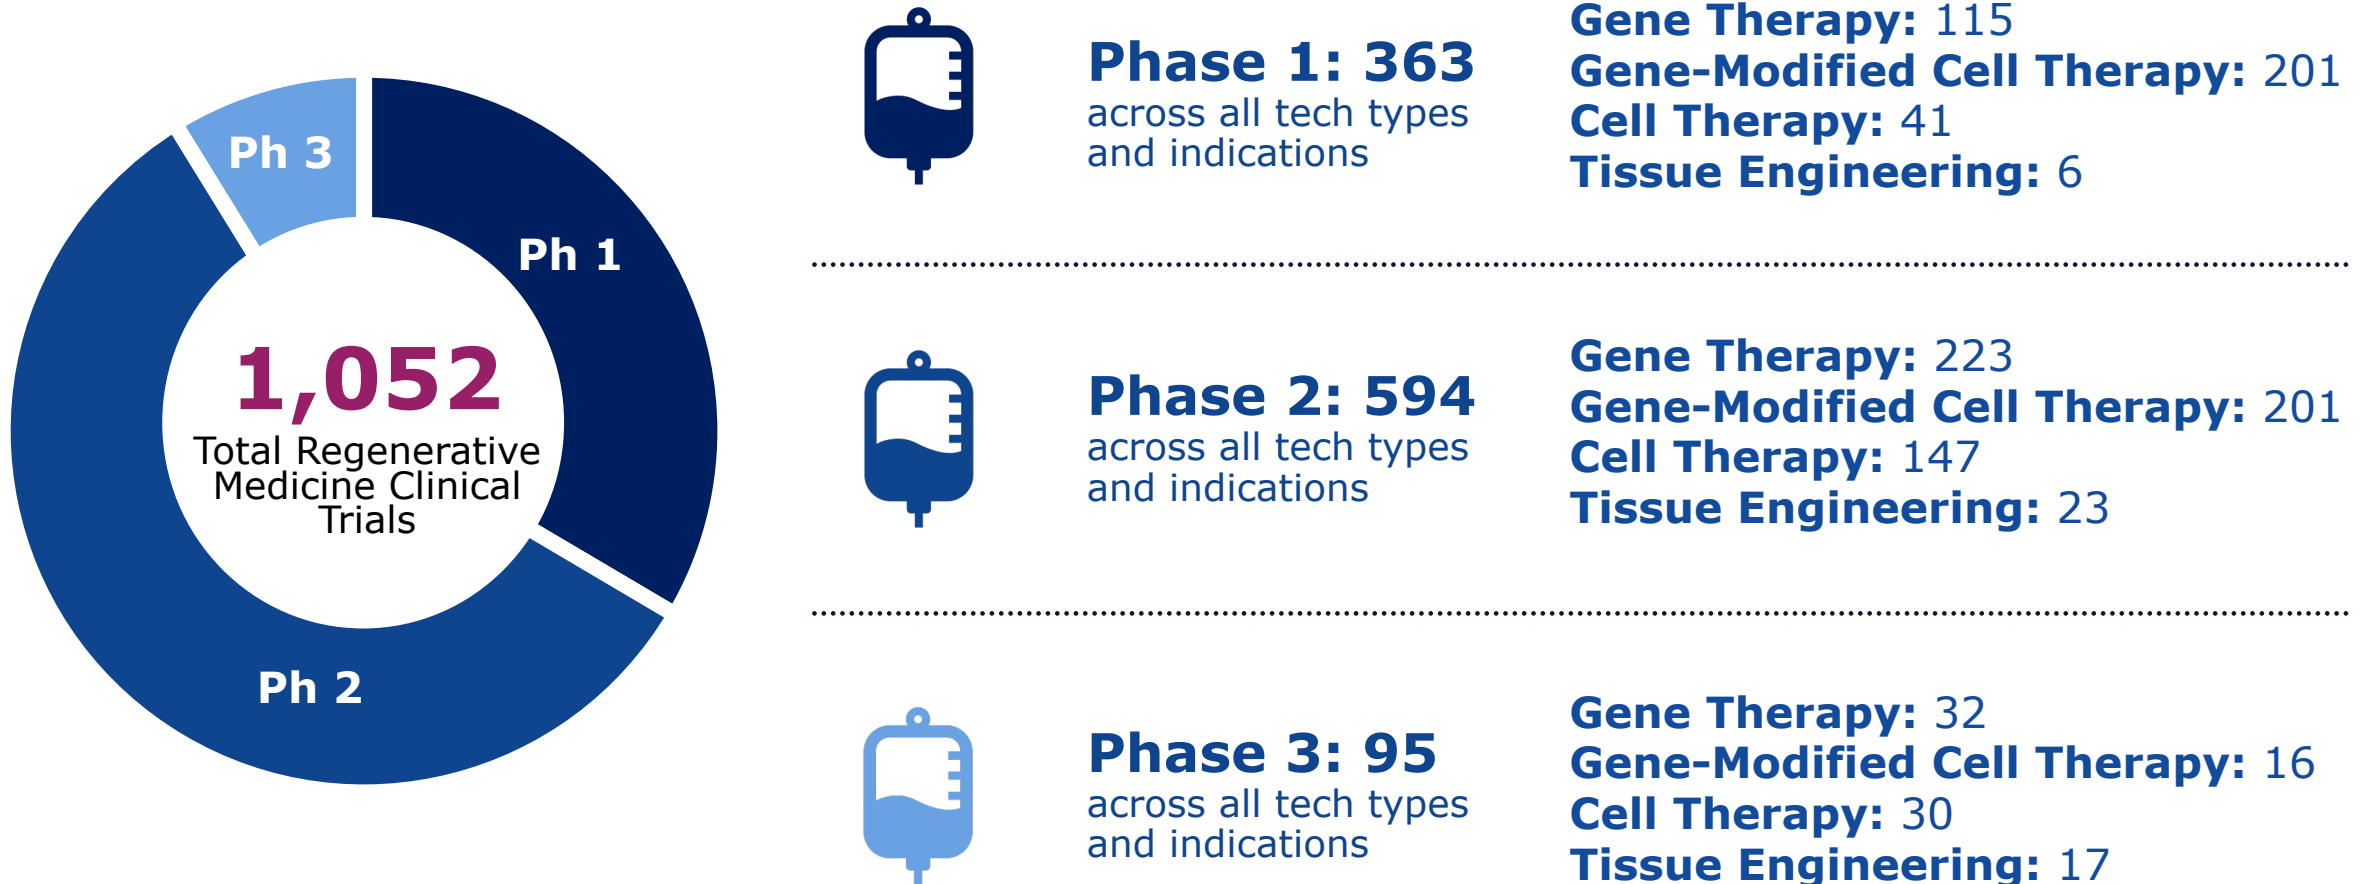 Ph 3
Ph 1
Ph 2
1,052
Total Regenerative
Medicine Clinical
Trials
Phase 1: 363
across all tech types
and indications
Gene Therapy: 115
Gene-Modified Cell Therapy: 201
Cell Therapy: 41
Tissue Engineering: 6
Phase 2: 594
across all tech types
and indications
Gene Therapy: 223
Gene-Modified Cell Therapy: 201
Cell Therapy: 147
Tissue Engineering: 23
Phase 3: 95
across all tech types
and indications
Gene Therapy: 32
Gene-Modified Cell Therapy: 16
Cell Therapy: 30
Tissue Engineering: 17